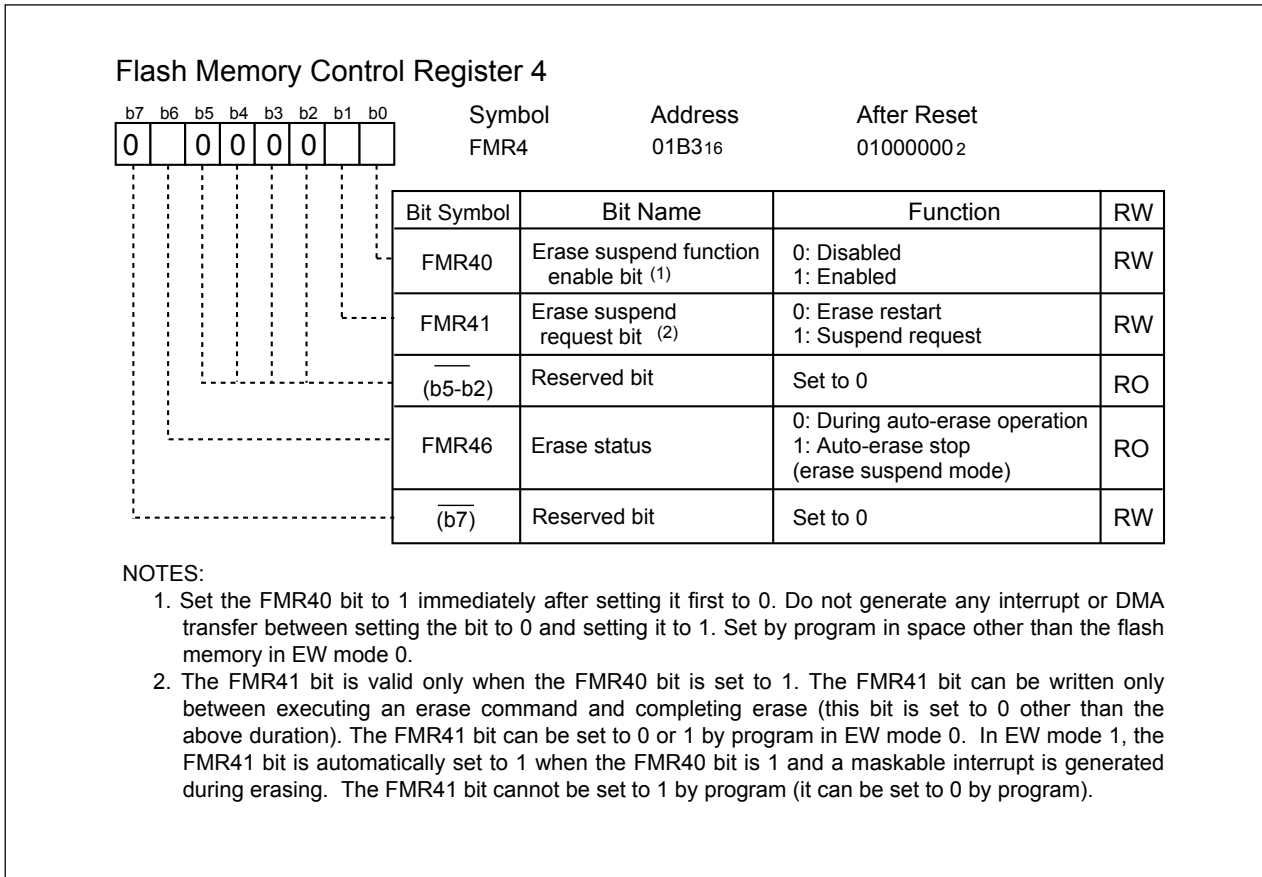 Flash Memory Control Register 4
b7 b6 b5 b4 b3 b2 b1 b0 Symbol Address After Reset
0 0 0 0 0 FMR4 01B316 010000002
Bit Symbol Bit Name Function RW
FMR40 Erase suspend function enable bit (1) 0: Disabled RW
1: Enabled
FMR41 Erase suspend request bit (2) 0: Erase restart RW
1: Suspend request
(b5-b2) Reserved bit Set to 0 RO
FMR46 Erase status 0: During auto-erase operation RO
1: Auto-erase stop
(erase suspend mode)
(b7) Reserved bit Set to 0 RW
NOTES:
1. Set the FMR40 bit to 1 immediately after setting it first to 0. Do not generate any interrupt or DMA
transfer between setting the bit to 0 and setting it to 1. Set by program in space other than the flash
memory in EW mode 0.
2. The FMR41 bit is valid only when the FMR40 bit is set to 1. The FMR41 bit can be written only
between executing an erase command and completing erase (this bit is set to 0 other than the
above duration). The FMR41 bit can be set to 0 or 1 by program in EW mode 0. In EW mode 1, the
FMR41 bit is automatically set to 1 when the FMR40 bit is 1 and a maskable interrupt is generated
during erasing. The FMR41 bit cannot be set to 1 by program (it can be set to 0 by program).